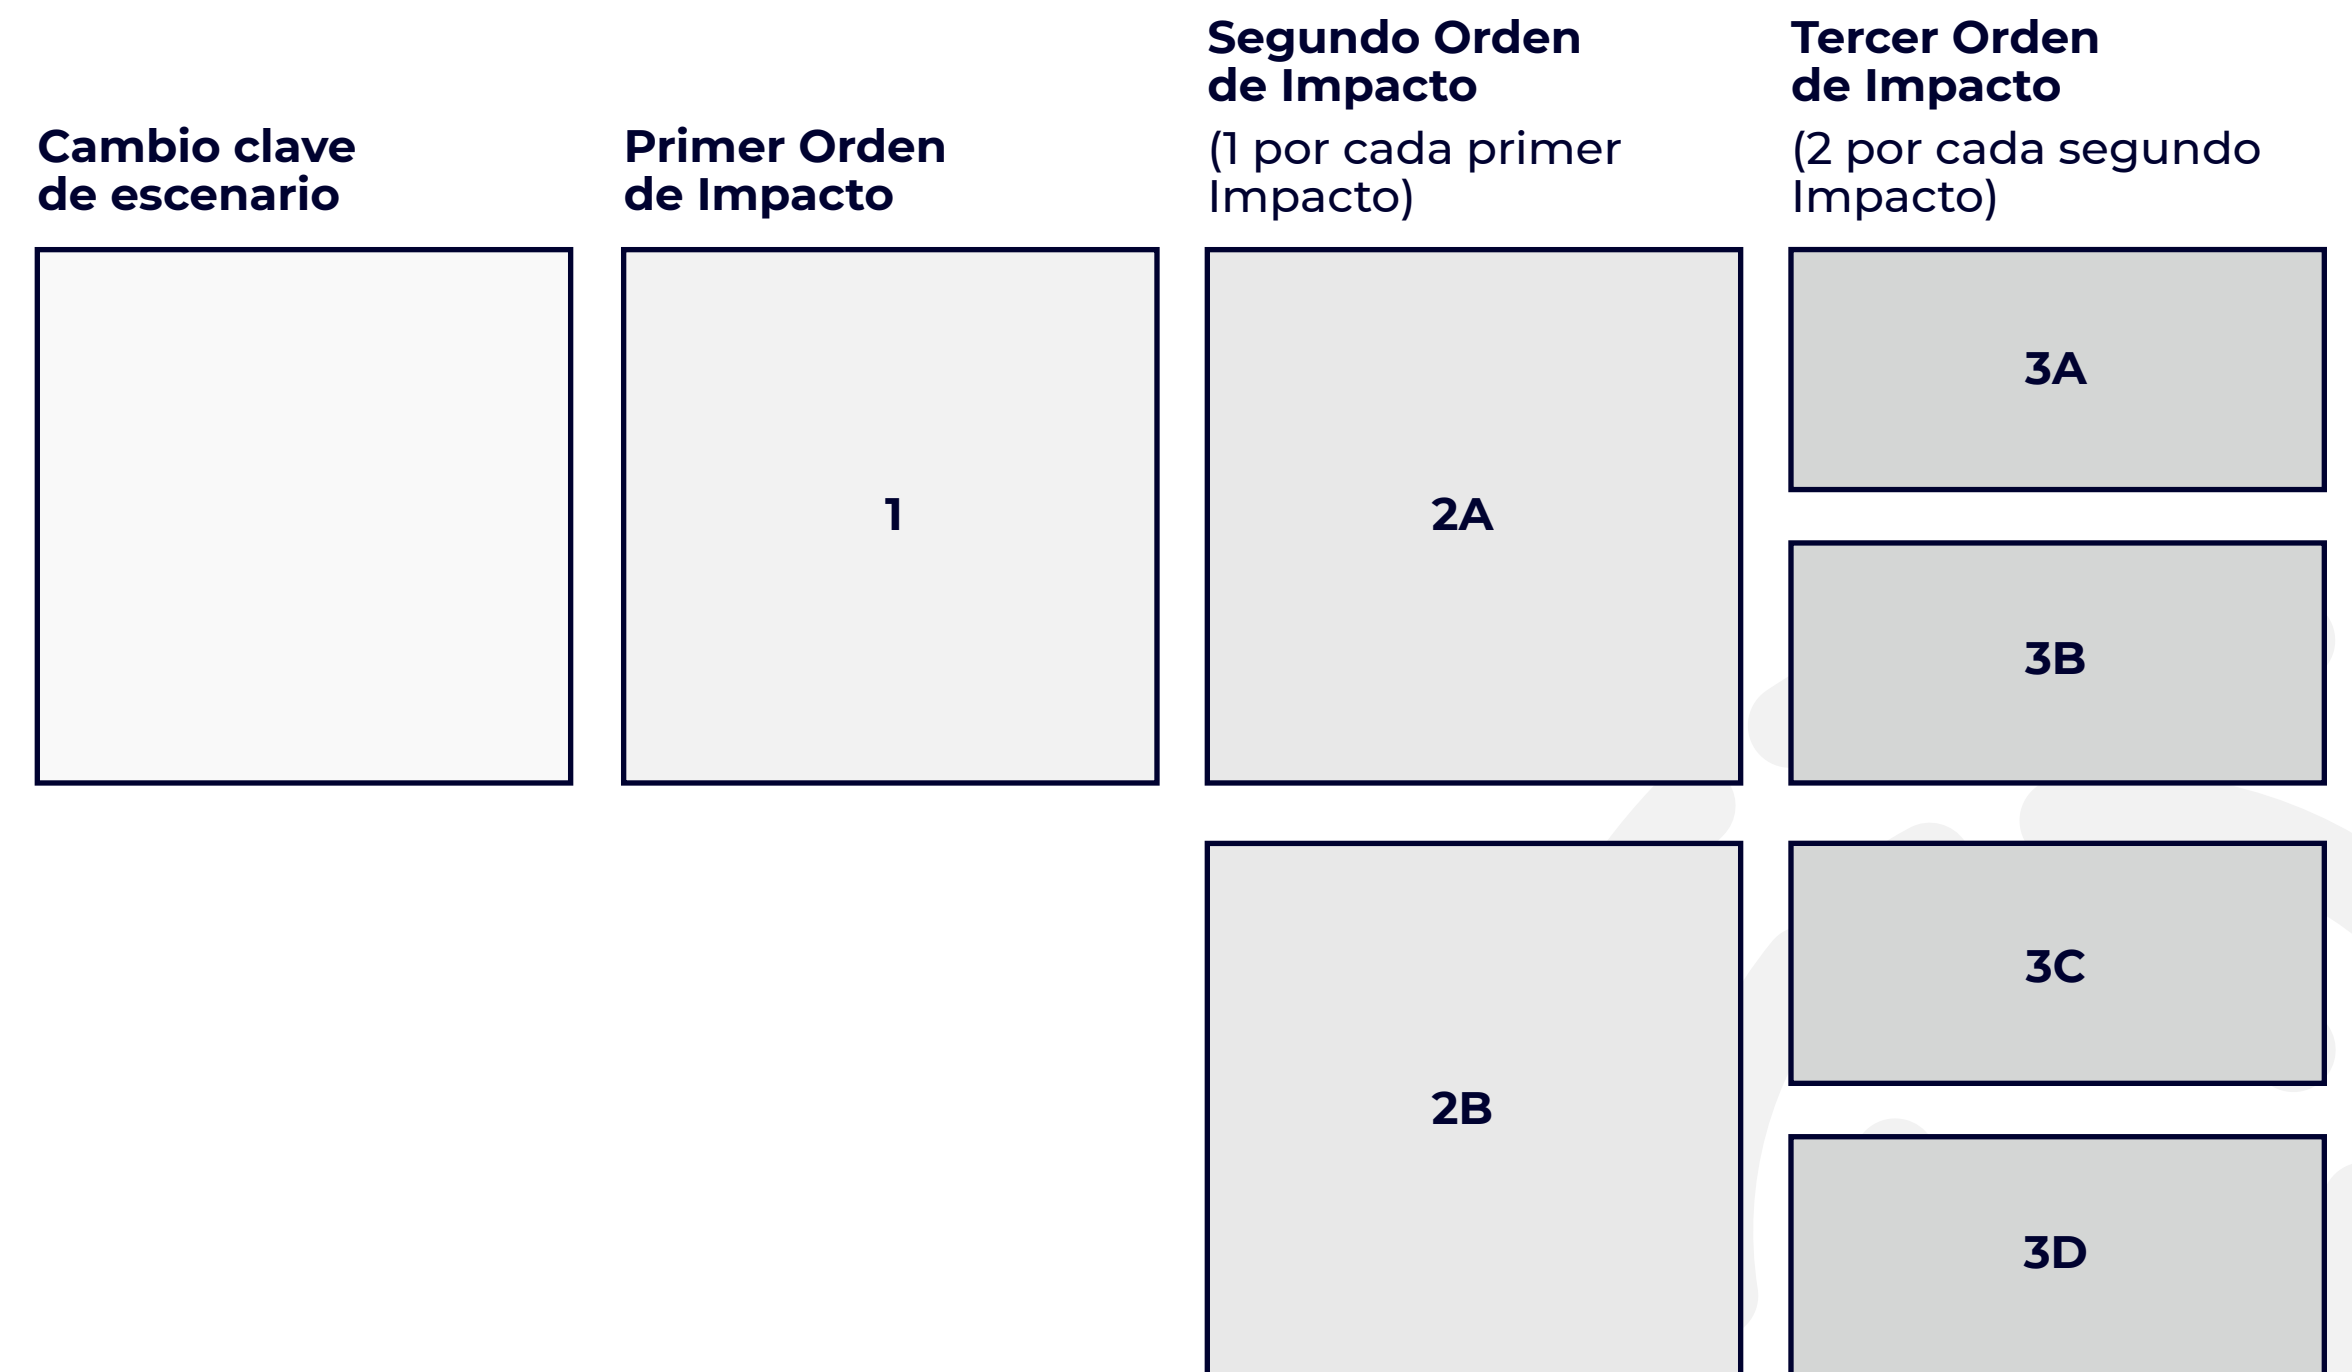 Cambio clave
de escenario
Primer Orden
de Impacto
Segundo Orden
de Impacto
(1 por cada primer
Impacto)
Tercer Orden
de Impacto
(2 por cada segundo
Impacto)
1
2A
3A
3B
2B
3C
3D